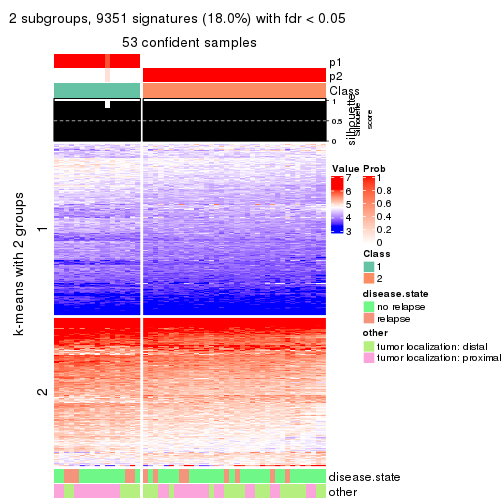 2 subgroups, 9351 signatures (18.0%) with fdr < 0.05
53 confident samples
p1
p2
Class
1
0.5
0
silhouette
silhouette
score
k-means with 2 groups
1
2
Value
7
6
5
4
3
Prob
1
0.8
0.6
0.4
0.2
0
Class
1
2
disease.state
no relapse
relapse
other
tumor localization: distal
tumor localization: proximal
disease.state
other